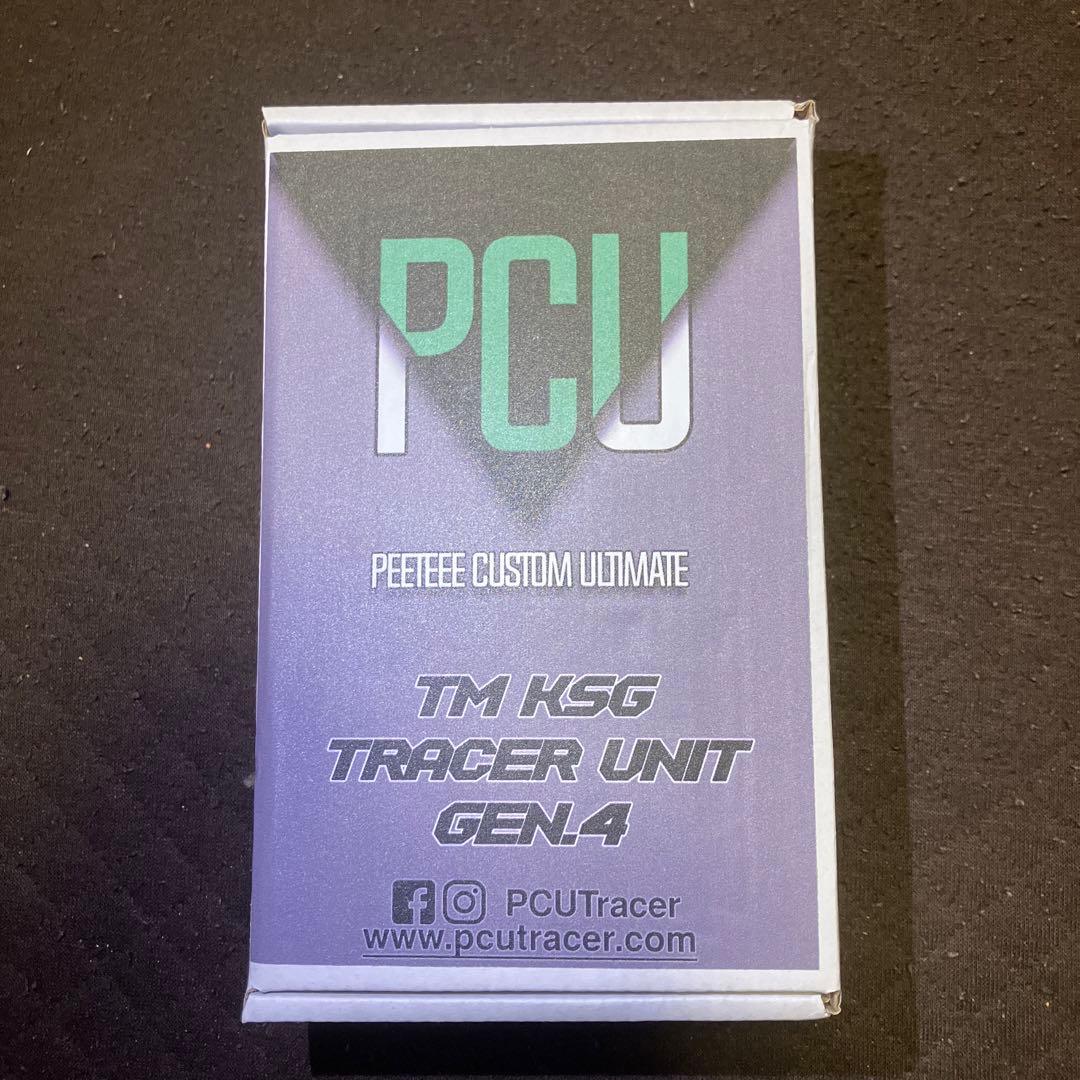 PCU
PEETEEE CUSTOM ULTIMATE
TM KSG
TRACER UNIT
GEN.4
PCUTracer
www.pcutracer.com